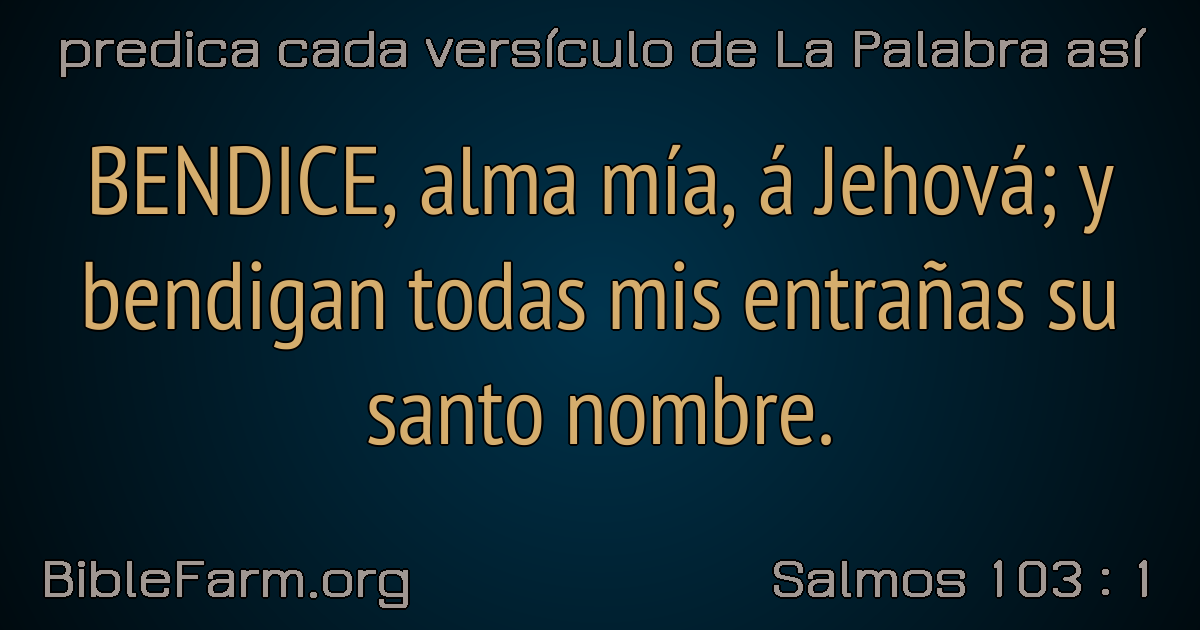 predica cada versículo de La Palabra así
BENDICE, alma mía, á Jehová; y
bendigan todas mis entrañas su
santo nombre.
BibleFarm.org
Salmos 103 : 1